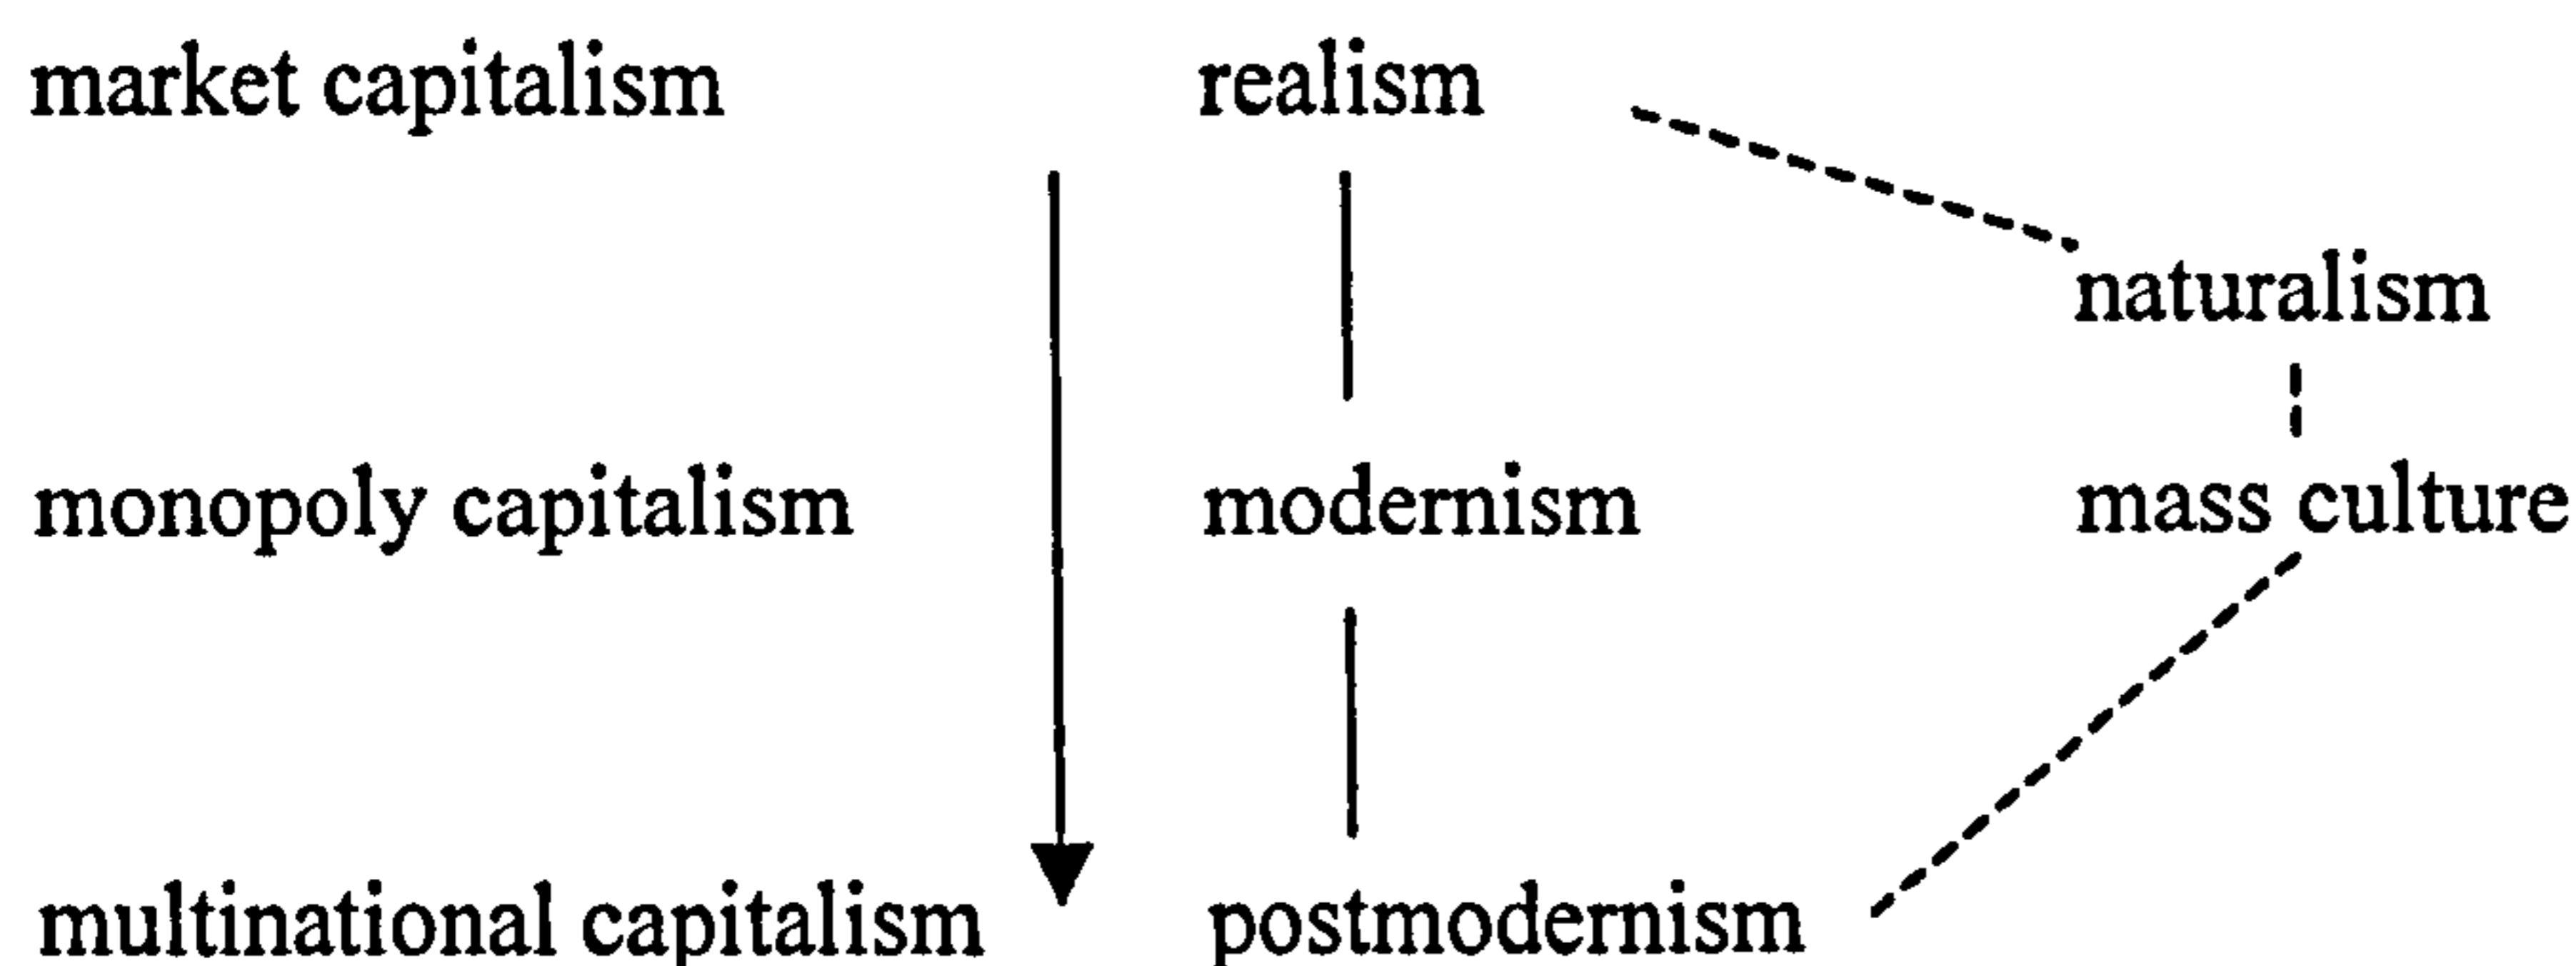 market capitalism realism
naturalism
monopoly capitalism modernism mass culture
multinational capitalism postmodernism